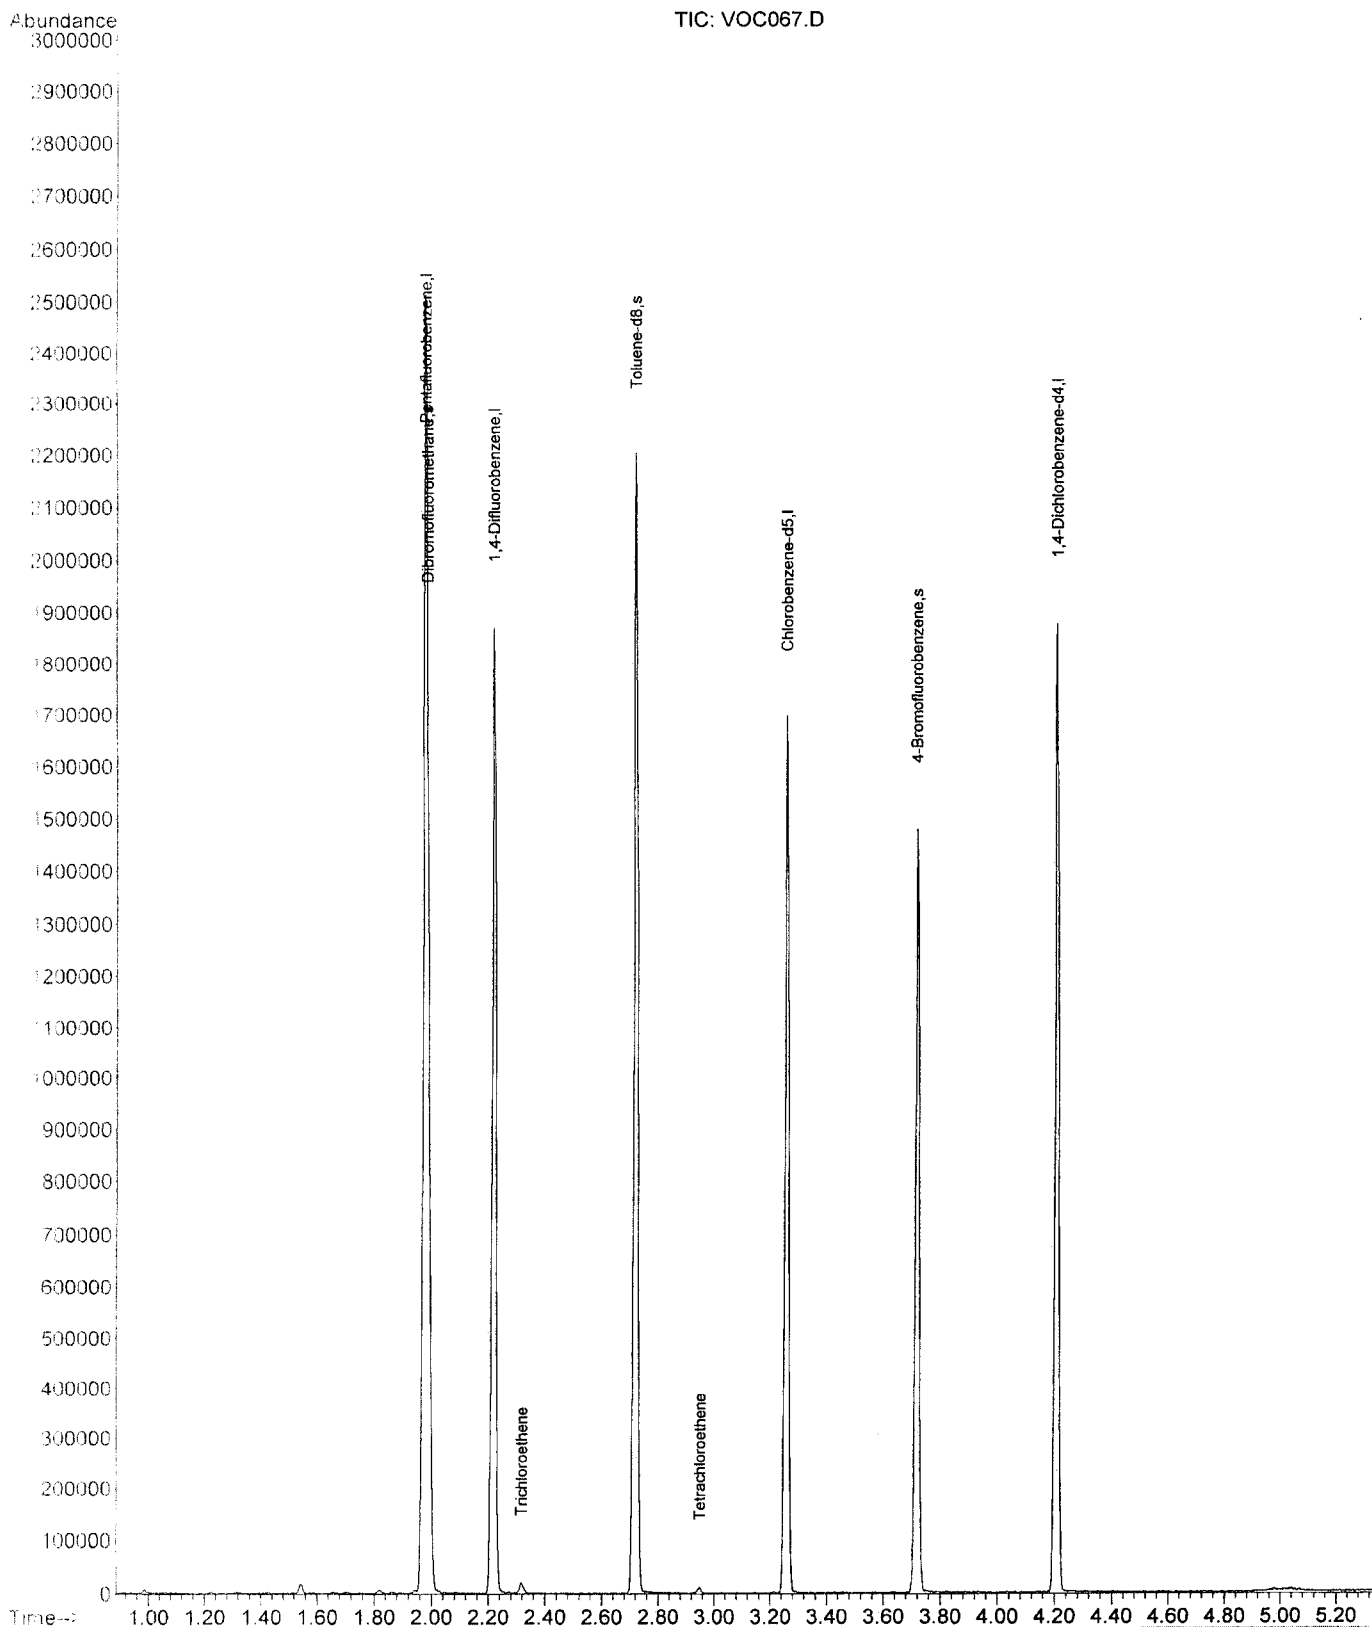 Abundance
TIC: VOC067.D
3000000
2900000
2800000
2700000
2600000
2500000
2400000
2300000
2200000
2100000
2000000
1900000
1800000
1700000
1600000
1500000
1400000
1300000
1200000
1100000
1000000
900000
800000
700000
600000
500000
400000
300000
200000
100000
0
Pentafluorobenzene,I
Dibromofluoromethane,s
1,4-Difluorobenzene,I
Trichloroethene
Toluene-d8,s
Tetrachloroethene
Chlorobenzene-d5,I
4-Bromofluorobenzene,s
1,4-Dichlorobenzene-d4,I
Time--> 1.00 1.20 1.40 1.60 1.80 2.00 2.20 2.40 2.60 2.80 3.00 3.20 3.40 3.60 3.80 4.00 4.20 4.40 4.60 4.80 5.00 5.20